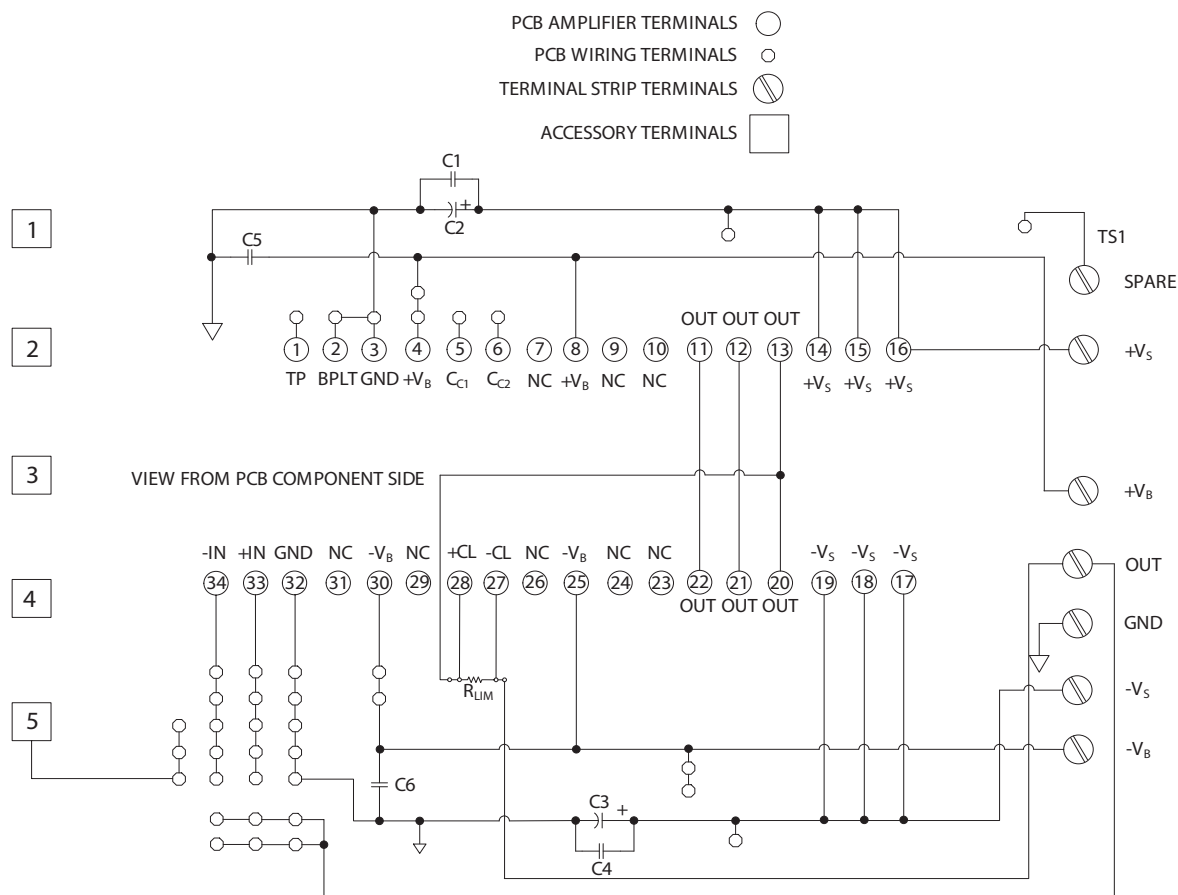 PCB AMPLIFIER TERMINALS
PCB WIRING TERMINALS
TERMINAL STRIP TERMINALS
ACCESSORY TERMINALS
C1
C2
+
1
C5
TS1
SPARE
OUT OUT OUT
2
1 2 3 4 5 6 7 8 9 10 11 12 13 14 15 16
+VS
TP BPLT GND +VB CC1 CC2 NC +VB NC NC +VS +VS +VS
3
VIEW FROM PCB COMPONENT SIDE
+VB
-IN +IN GND NC -VB NC +CL -CL NC -VB NC NC -VS -VS -VS
OUT
4
34 33 32 31 30 29 28 27 26 25 24 23 22 21 20 19 18 17
OUT OUT OUT
GND
RLIM
-VS
5
-VB
C6
C3
+
C4